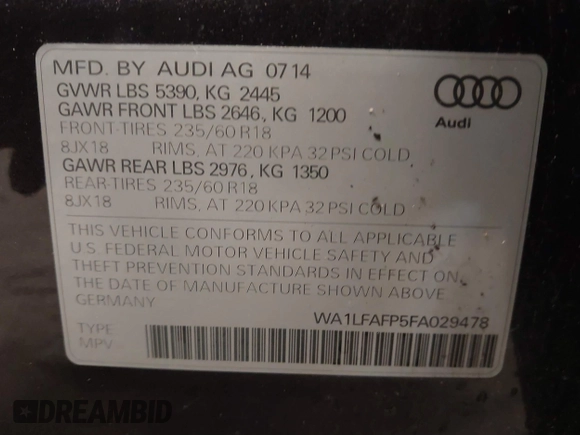 MFD. BY AUDI AG 07 14
GVWR LBS 5390, KG 2445
GAWR FRONT LBS 2646, KG 1200
FRONT-TIRES 235/60 R18
8JX18 RIMS, AT 220 KPA 32 PSI COLD
GAWR REAR LBS 2976, KG 1350
REAR-TIRES 235/60 R18
8JX18 RIMS, AT 220 KPA 32 PSI COLD
Audi
THIS VEHICLE CONFORMS TO ALL APPLICABLE
U.S. FEDERAL MOTOR VEHICLE SAFETY AND
THEFT PREVENTION STANDARDS IN EFFECT ON
THE DATE OF MANUFACTURE SHOWN ABOVE
GERMANY
WA1LFAFP5FA029478
TYPE
MPV
DREAMBID